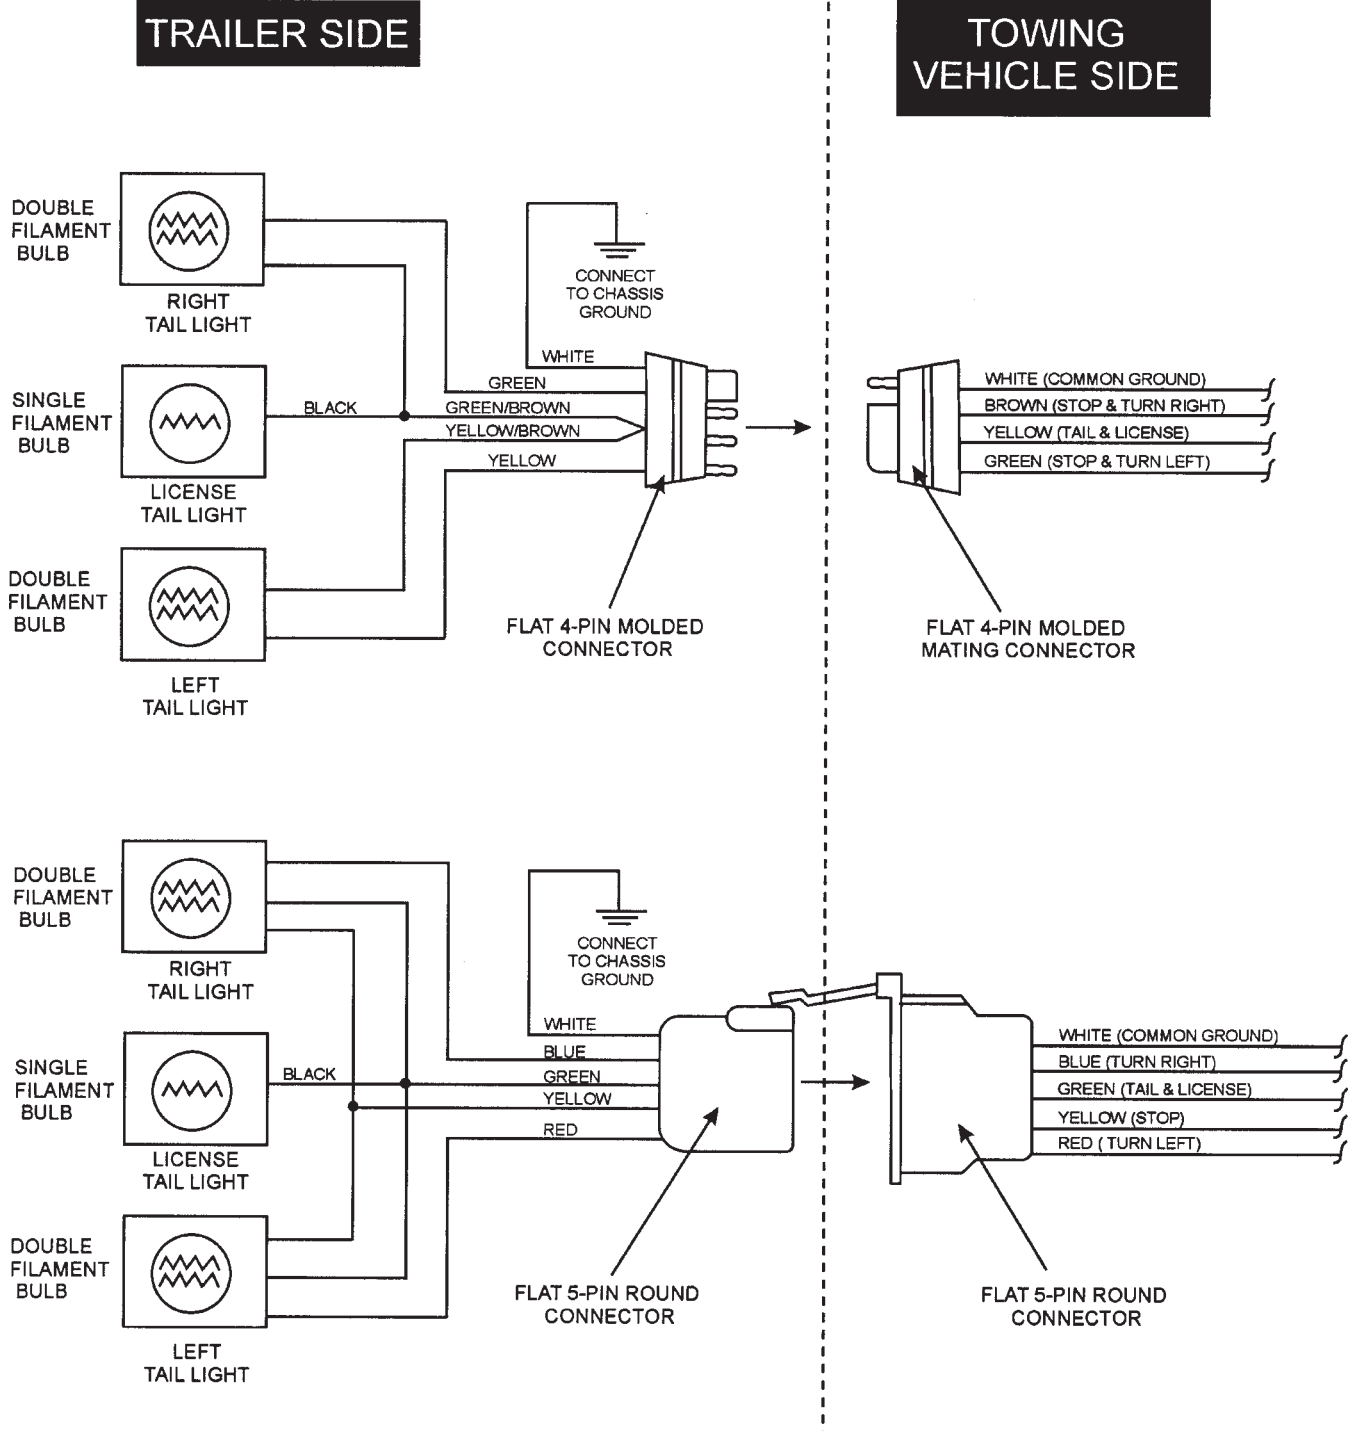 TRAILER SIDE
TOWING
VEHICLE SIDE
DOUBLE
FILAMENT
BULB
RIGHT
TAIL LIGHT
SINGLE
FILAMENT
BULB
BLACK
LICENSE
TAIL LIGHT
DOUBLE
FILAMENT
BULB
LEFT
TAIL LIGHT
CONNECT
TO CHASSIS
GROUND
WHITE
GREEN
GREEN/BROWN
YELLOW/BROWN
YELLOW
FLAT 4-PIN MOLDED
CONNECTOR
WHITE (COMMON GROUND)
BROWN (STOP & TURN RIGHT)
YELLOW (TAIL & LICENSE)
GREEN (STOP & TURN LEFT)
FLAT 4-PIN MOLDED
MATING CONNECTOR
DOUBLE
FILAMENT
BULB
RIGHT
TAIL LIGHT
SINGLE
FILAMENT
BULB
BLACK
LICENSE
TAIL LIGHT
DOUBLE
FILAMENT
BULB
LEFT
TAIL LIGHT
CONNECT
TO CHASSIS
GROUND
WHITE
BLUE
GREEN
YELLOW
RED
FLAT 5-PIN ROUND
CONNECTOR
WHITE (COMMON GROUND)
BLUE (TURN RIGHT)
GREEN (TAIL & LICENSE)
YELLOW (STOP)
RED ( TURN LEFT)
FLAT 5-PIN ROUND
CONNECTOR